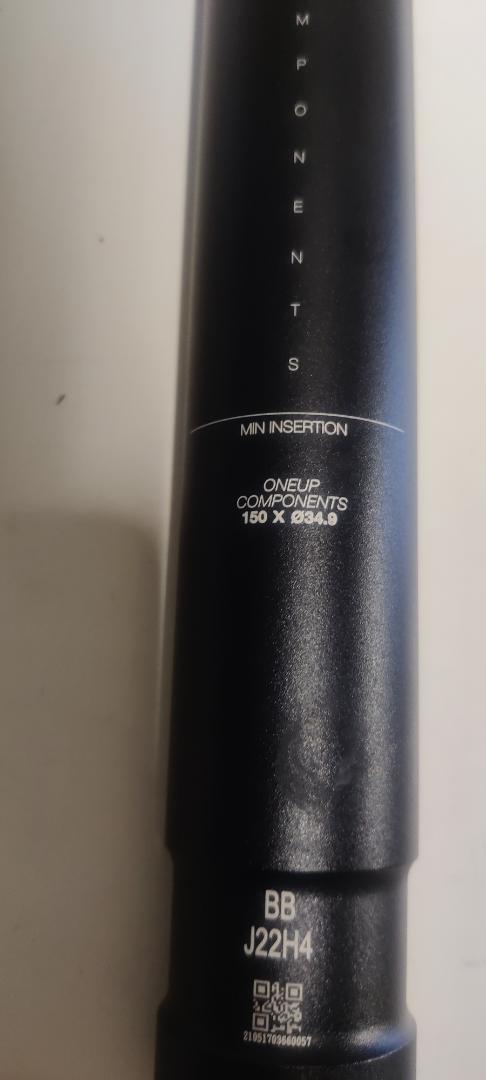 MPONENTS
MIN INSERTION
ONEUP
COMPONENTS
150 X Ø34.9
BB
J22H4
21051703660057